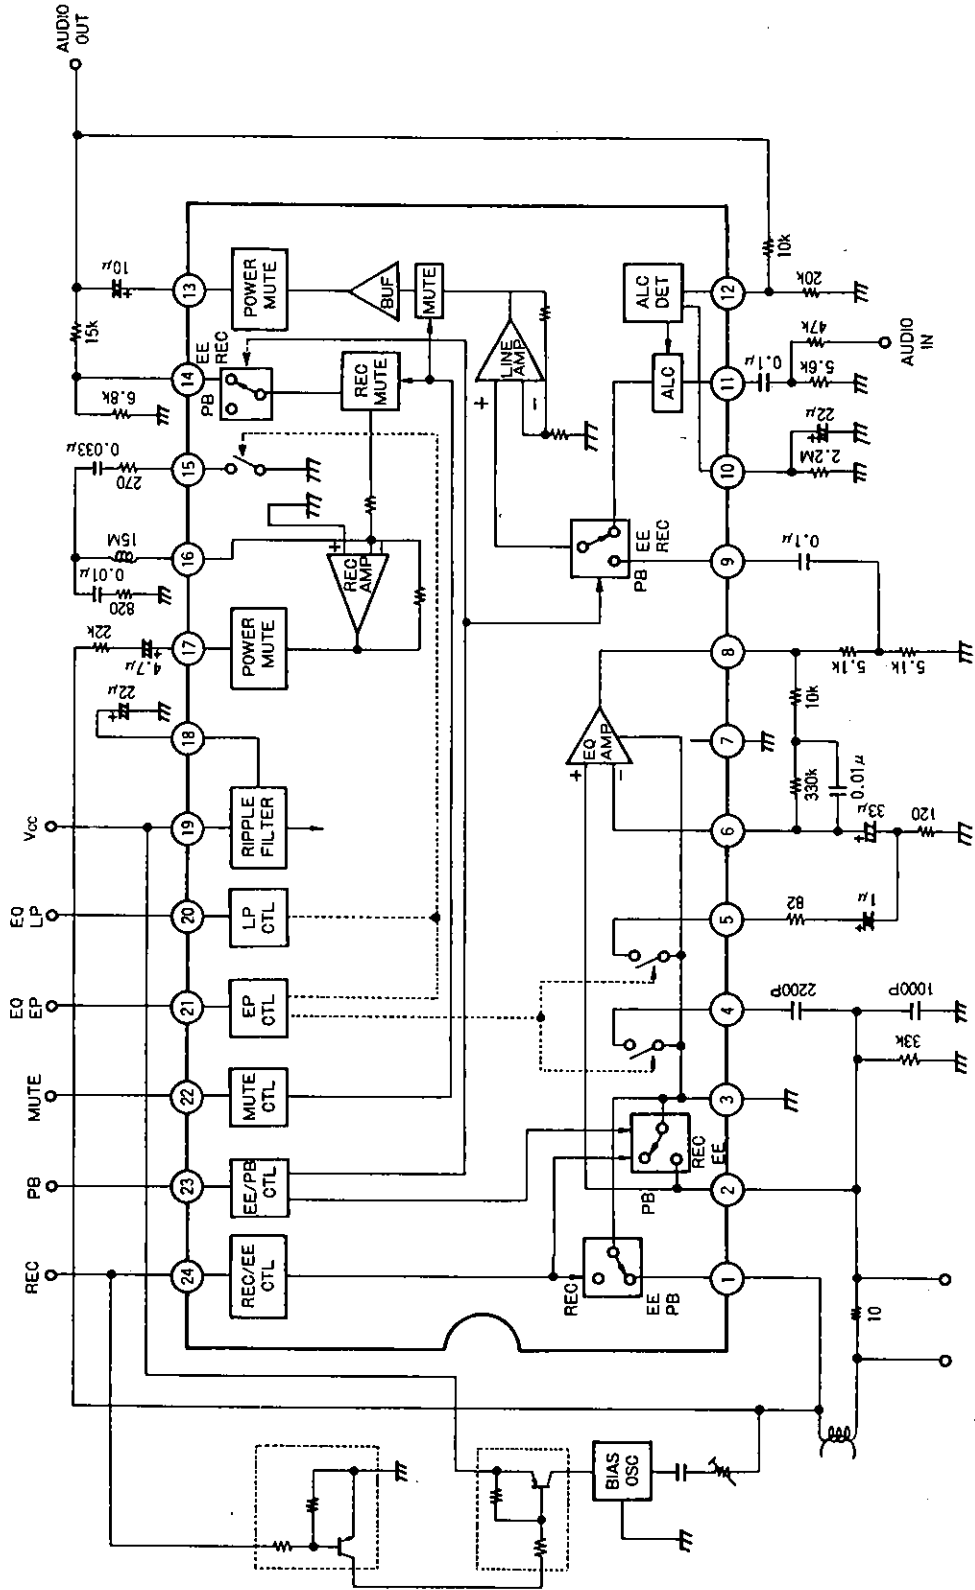 AUDIO
OUT
10μ
15k
6.8k
0.033μ
270
15M
0.01μ
820
22k
4.7μ
22μ
Vcc
EQ
LP
EQ
EP
MUTE
PB
REC
13
14
15
16
17
18
19
20
21
22
23
24
POWER
MUTE
BUF
MUTE
EE
REC
PB
REC
MUTE
LINE
AMP
+
-
REC
AMP
+
POWER
MUTE
RIPPLE
FILTER
LP
CTL
EP
CTL
MUTE
CTL
EE/PB
CTL
REC/EE
CTL
ALC
DET
ALC
EE
REC
PB
EQ
AMP
+
-
REC
EE
PB
REC
EE
PB
12
11
10
9
8
7
6
5
4
3
2
1
10k
20k
47k
0.1μ
5.6k
AUDIO
IN
22μ
2.2M
0.1μ
5.1k
5.1k
10k
330k
0.01μ
33μ
120
82
1μ
2200P
1000P
33k
10
BIAS
OSC